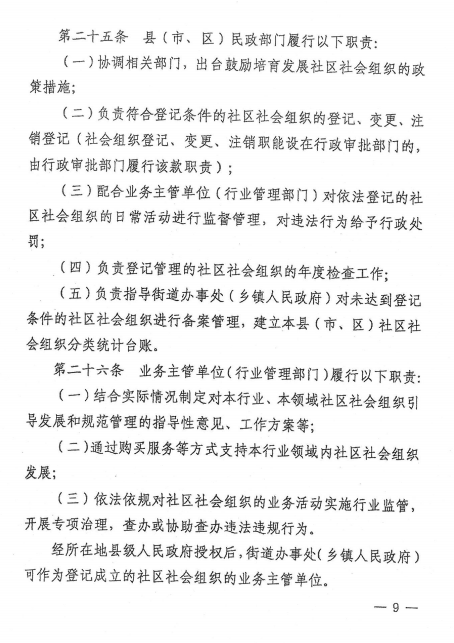 第二十五条　县（市、区）民政部门履行以下职责：
（一）协调相关部门，出台鼓励培育发展社区社会组织的政
策措施；
（二）负责符合登记条件的社区社会组织的登记、变更、注
销登记（社会组织登记、变更、注销职能设在行政审批部门的，
由行政审批部门履行该款职责）；
（三）配合业务主管单位（行业管理部门）对依法登记的社
区社会组织的日常活动进行监督管理，对违法行为给予行政处
罚；
（四）负责登记管理的社区社会组织的年度检查工作；
（五）负责指导街道办事处（乡镇人民政府）对未达到登记
条件的社区社会组织进行备案管理，建立本县（市、区）社区社
会组织分类统计台账。
第二十六条　业务主管单位（行业管理部门）履行以下职责：
（一）结合实际情况制定对本行业、本领域社区社会组织引
导发展和规范管理的指导性意见、工作方案等；
（二）通过购买服务等方式支持本行业领域内社区社会组织
发展；
（三）依法依规对社区社会组织的业务活动实施行业监管，
开展专项治理，查办或协助查办违法违规行为。
经所在地县级人民政府授权后，街道办事处（乡镇人民政府）
可作为登记成立的社区社会组织的业务主管单位。
— 9 —